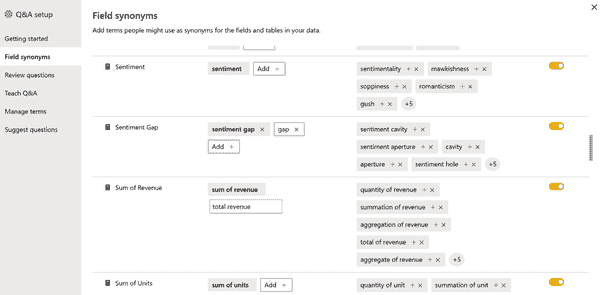 Q&A setup
Getting started
Field synonyms
Review questions
Teach Q&A
Manage terms
Suggest questions
Field synonyms
Add terms people might use as synonyms for the fields and tables in your data.
Sentiment
sentiment
Add +
sentimentality + ×
mawkishness + ×
soppiness + ×
romanticism + ×
gush + ×
+5
Sentiment Gap
sentiment gap ×
gap ×
Add +
sentiment cavity + ×
sentiment aperture + ×
cavity + ×
aperture + ×
sentiment hole + ×
+5
Sum of Revenue
sum of revenue
total revenue
quantity of revenue + ×
summation of revenue + ×
aggregation of revenue + ×
total of revenue + ×
aggregate of revenue + ×
+5
Sum of Units
sum of units
Add +
quantity of unit + ×
summation of unit + ×